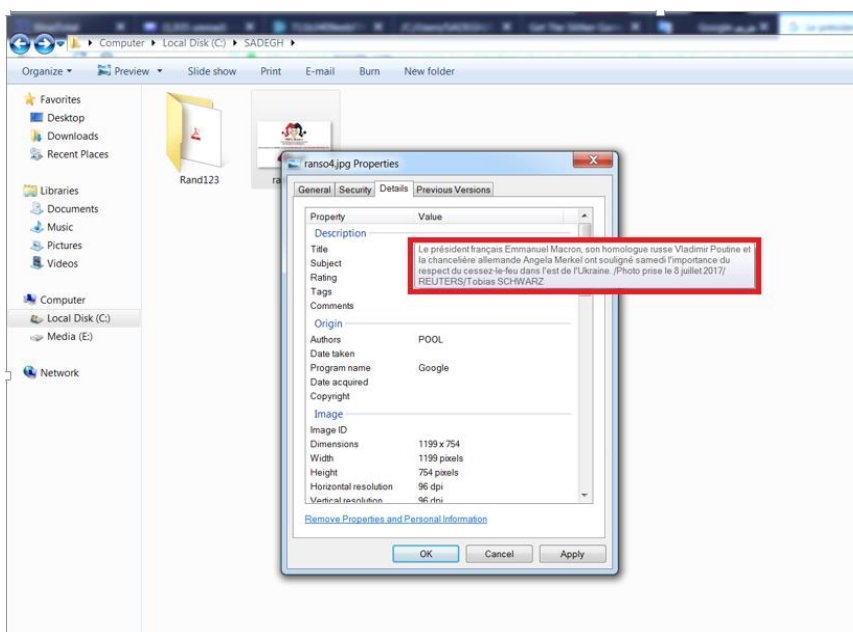 Computer ▸ Local Disk (C:) ▸ SADEGH ▸
Organize ▾ Preview ▾ Slide show Print E-mail Burn New folder
Favorites
Desktop
Downloads
Recent Places
Libraries
Documents
Music
Pictures
Videos
Computer
Local Disk (C:)
Media (E:)
Network
Rand123
ranso4.jpg Properties
General Security Details Previous Versions
Property Value
Description
Title
Subject
Rating
Tags
Comments
Le président français Emmanuel Macron, son homologue russe Vladimir Poutine et
la chancelière allemande Angela Merkel ont souligné samedi l'importance du
respect du cessez-le-feu dans l'est de l'Ukraine. /Photo prise le 8 juillet 2017/
REUTERS/Tobias SCHWARZ
Origin
Authors POOL
Date taken
Program name Google
Date acquired
Copyright
Image
Image ID
Dimensions 1199 x 754
Width 1199 pixels
Height 754 pixels
Horizontal resolution 96 dpi
Vertical resolution 96 dpi
Remove Properties and Personal Information
OK Cancel Apply